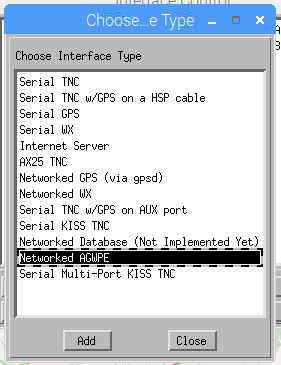 Interface Control
Choose...e Type
Choose Interface Type
Serial TNC
Serial TNC w/GPS on a HSP cable
Serial GPS
Serial WX
Internet Server
AX25 TNC
Networked GPS (via gpsd)
Networked WX
Serial TNC w/GPS on AUX port
Serial KISS TNC
Networked Database (Not Implemented Yet)
Networked AGWPE
Serial Multi-Port KISS TNC
Add
Close